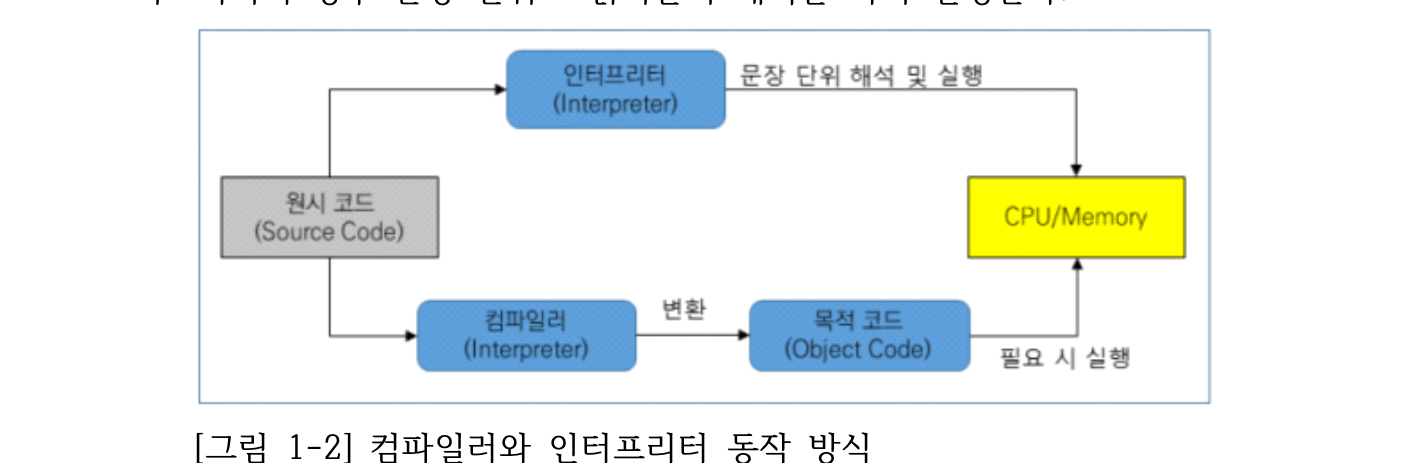 인터프리터
(Interpreter)
문장 단위 해석 및 실행
원시 코드
(Source Code)
CPU/Memory
컴파일러
(Interpreter)
변환
목적 코드
(Object Code)
필요 시 실행
[그림 1-2] 컴파일러와 인터프리터 동작 방식